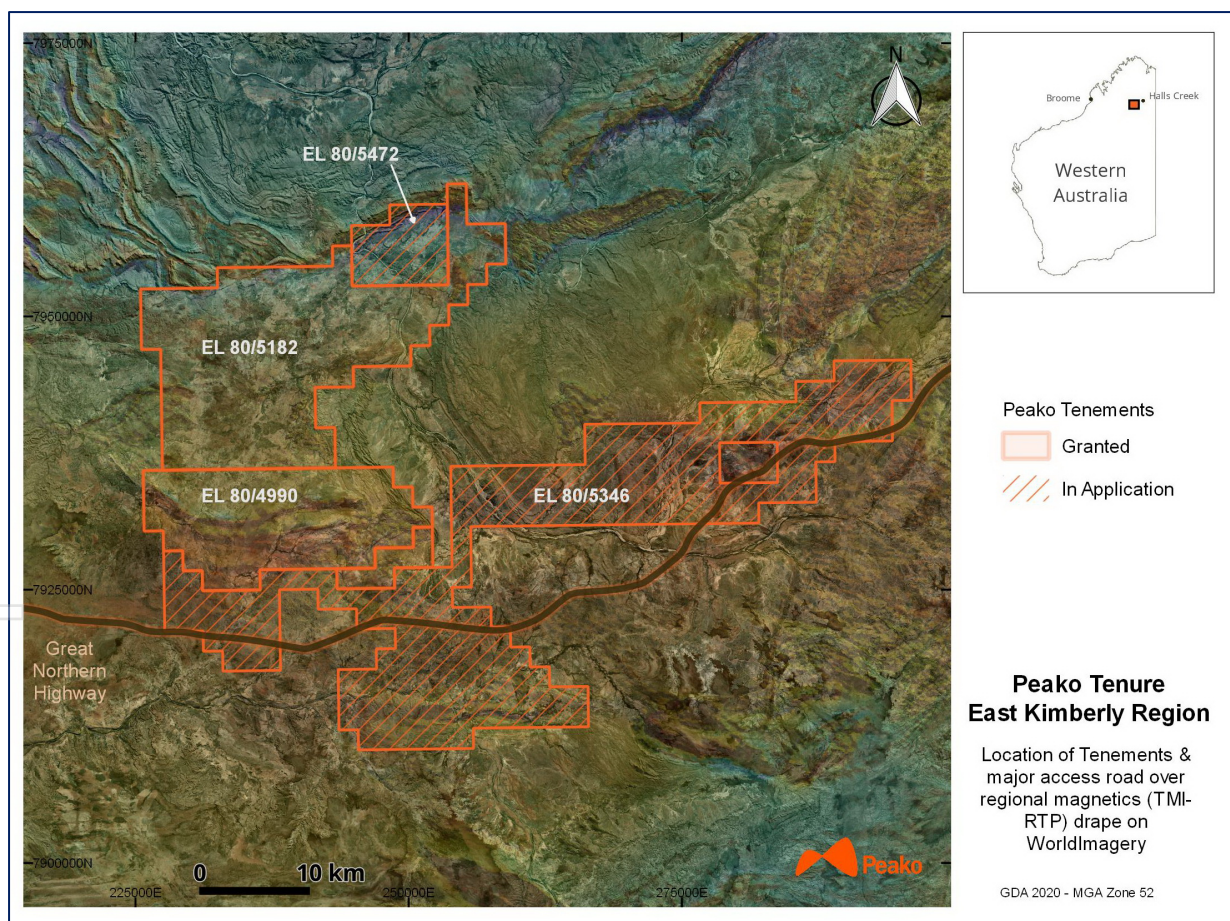 7975000N
N
EL 80/5472
7950000N
EL 80/5182
EL 80/4990
EL 80/5346
7925000N
Great
Northern
Highway
7900000N
0
10 km
225000E
250000E
275000E
Peako
Broome
Halls Creek
Western
Australia
Peako Tenements
Granted
In Application
Peako Tenure
East Kimberly Region
Location of Tenements &
major access road over
regional magnetics (TMI-
RTP) drape on
WorldImagery
GDA 2020 - MGA Zone 52